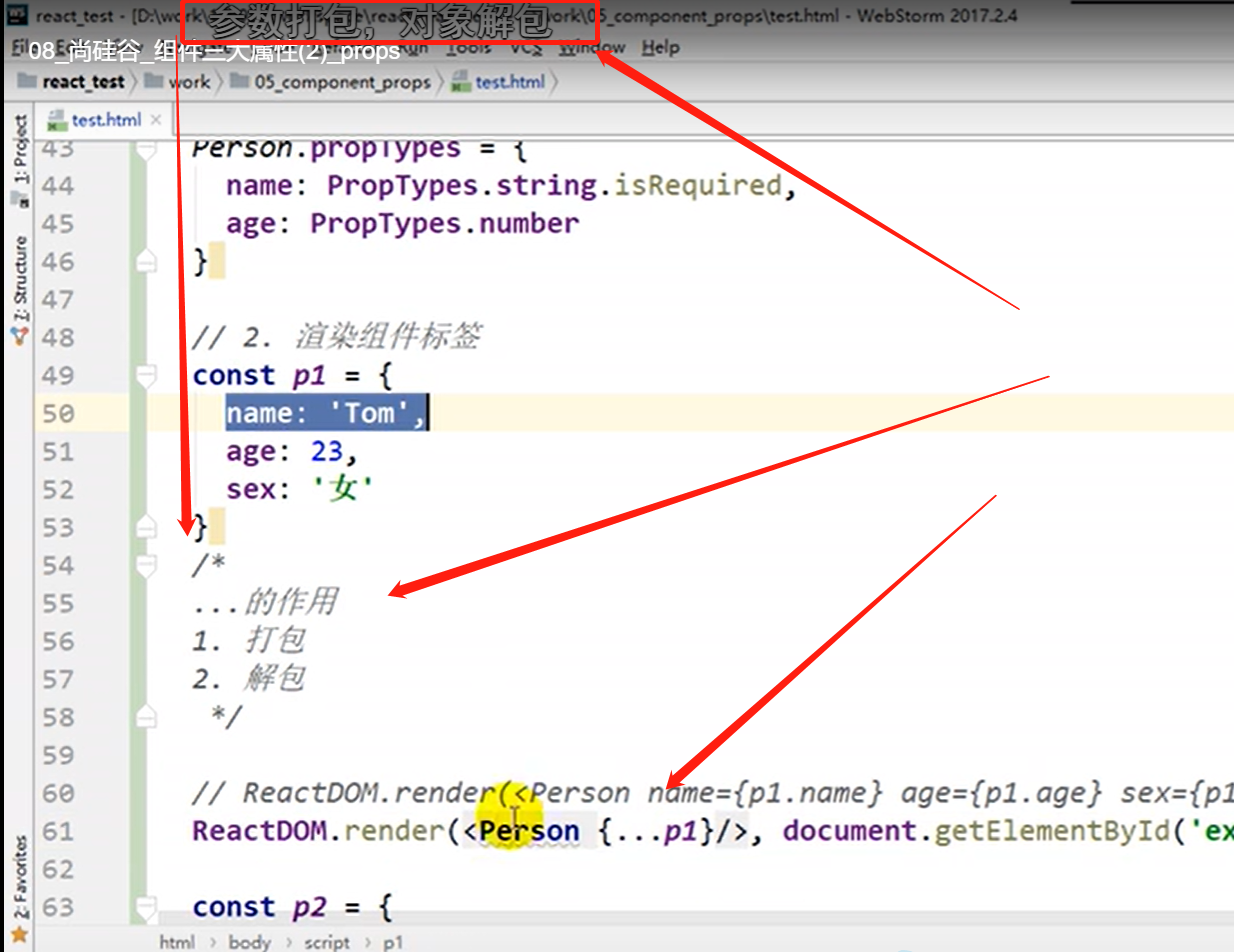 react_test - [D:\work\
work\05_component_props\test.html - WebStorm 2017.2.4
参数打包，对象解包
Tools VCS Window Help
08_尚硅谷_组件三大属性(2)_props
react_test work 05_component_props test.html
test.html
1: Project
7: Structure
2: Favorites
43 Person.propTypes = {
44 name: PropTypes.string.isRequired,
45 age: PropTypes.number
46 }
47
48 // 2. 渲染组件标签
49 const p1 = {
50 name: 'Tom',
51 age: 23,
52 sex: '女'
53 }
54 /*
55 ...的作用
56 1. 打包
57 2. 解包
58 */
59
60 // ReactDOM.render(<Person name={p1.name} age={p1.age} sex={p1
61 ReactDOM.render(<Person {...p1}/>, document.getElementById('ex
62
63 const p2 = {
html › body › script › p1